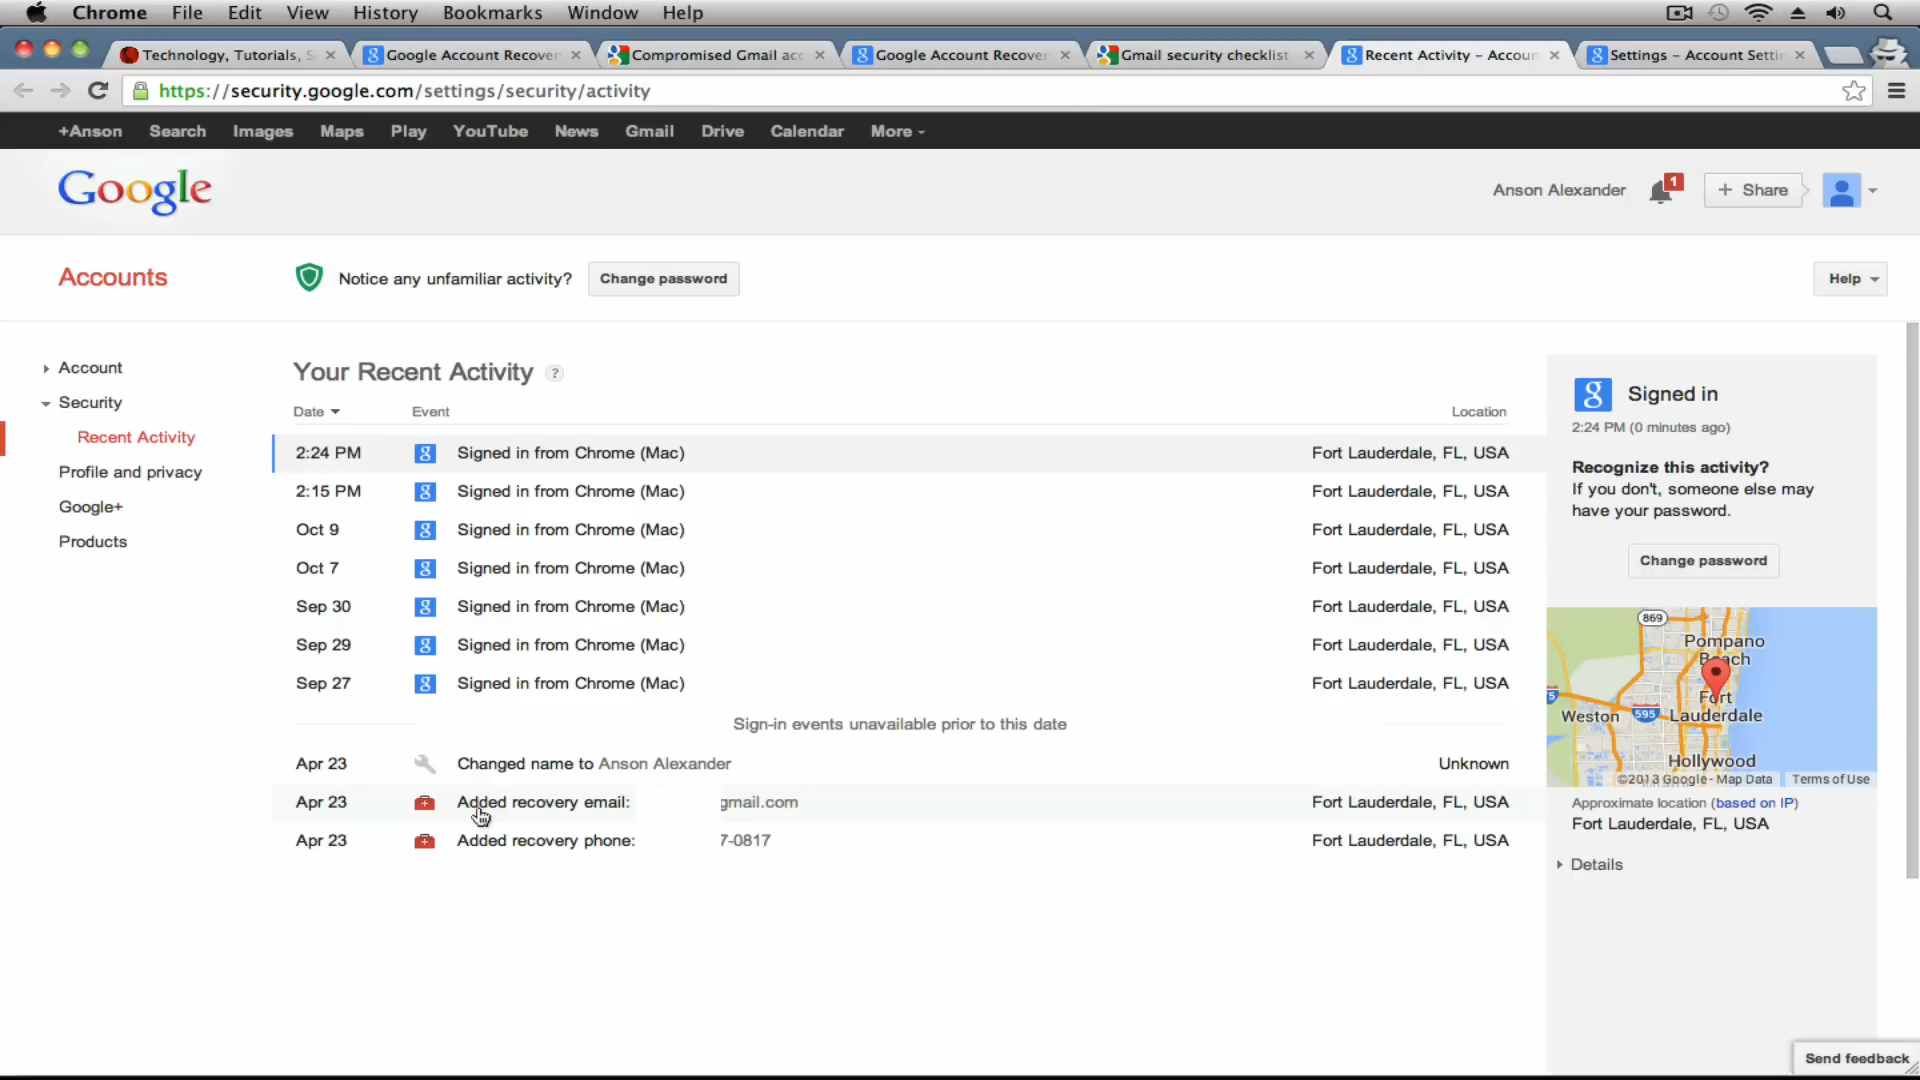 Chrome File Edit View History Bookmarks Window Help
Technology, Tutorials, Google Account Recover Compromised Gmail acc Google Account Recover Gmail security checklist Recent Activity – Accoun Settings – Account Setti
https://security.google.com/settings/security/activity
+Anson Search Images Maps Play YouTube News Gmail Drive Calendar More
Google
Anson Alexander 1 + Share
Accounts
Notice any unfamiliar activity? Change password
Help
Account
Security
Recent Activity
Profile and privacy
Google+
Products
Your Recent Activity ?
Date Event Location
2:24 PM g Signed in from Chrome (Mac) Fort Lauderdale, FL, USA
2:15 PM g Signed in from Chrome (Mac) Fort Lauderdale, FL, USA
Oct 9 g Signed in from Chrome (Mac) Fort Lauderdale, FL, USA
Oct 7 g Signed in from Chrome (Mac) Fort Lauderdale, FL, USA
Sep 30 g Signed in from Chrome (Mac) Fort Lauderdale, FL, USA
Sep 29 g Signed in from Chrome (Mac) Fort Lauderdale, FL, USA
Sep 27 g Signed in from Chrome (Mac) Fort Lauderdale, FL, USA
Sign-in events unavailable prior to this date
Apr 23 Changed name to Anson Alexander Unknown
Apr 23 Added recovery email: gmail.com Fort Lauderdale, FL, USA
Apr 23 Added recovery phone: 7-0817 Fort Lauderdale, FL, USA
g Signed in
2:24 PM (0 minutes ago)
Recognize this activity?
If you don't, someone else may
have your password.
Change password
869
Pompano
Beach
Fort
Weston 595 Lauderdale
Hollywood
©2013 Google - Map Data Terms of Use
Approximate location (based on IP)
Fort Lauderdale, FL, USA
Details
Send feedback